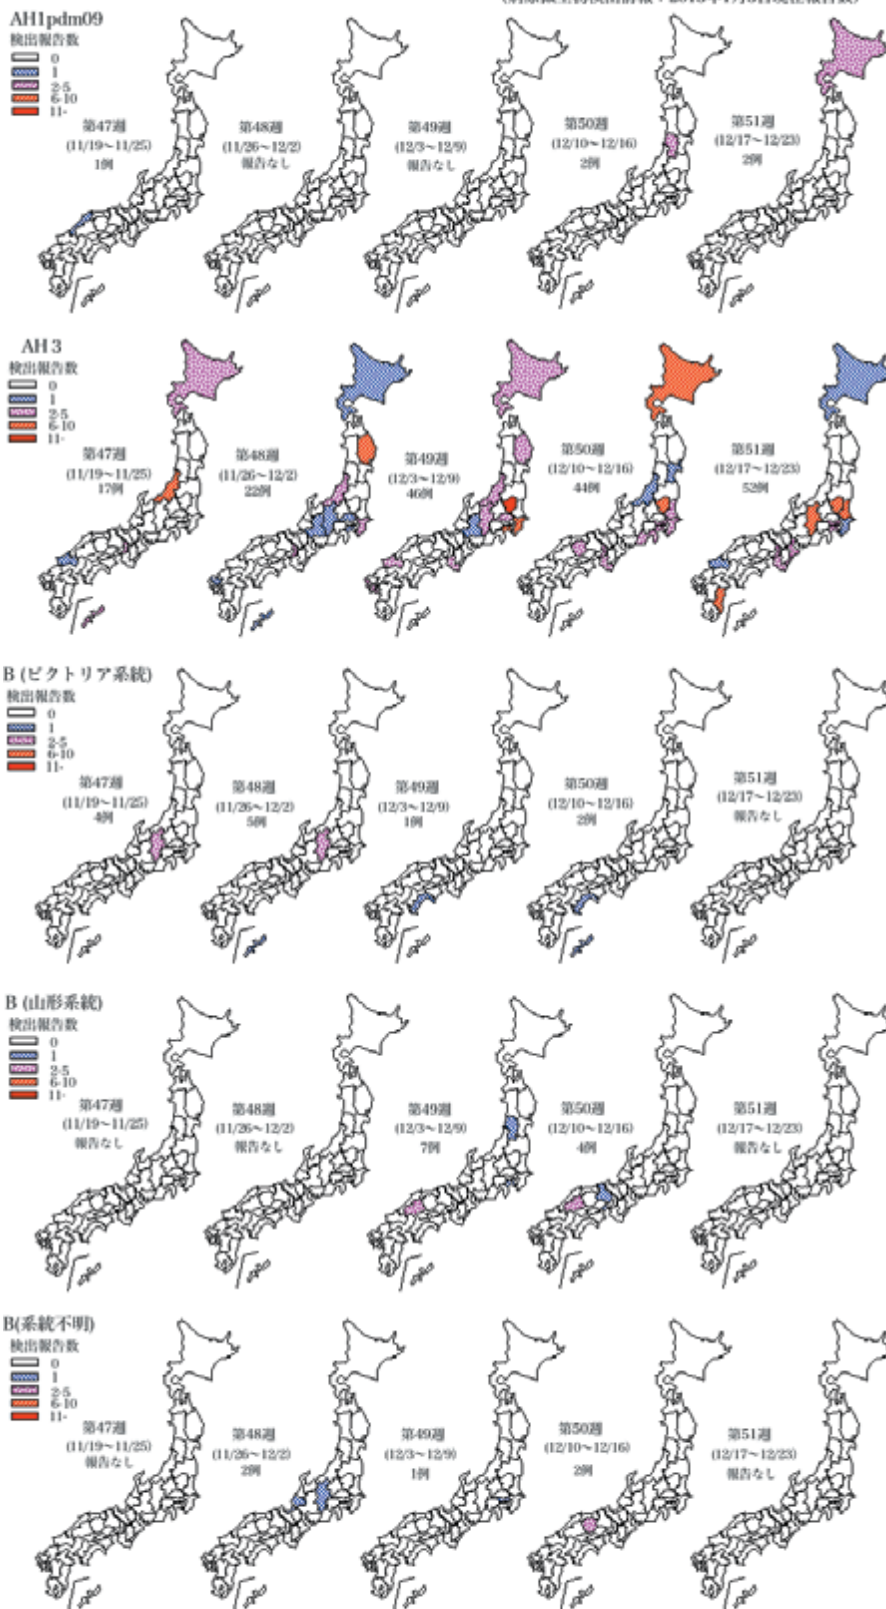 AH1pdm09
検出報告数
0
1
2-5
6-10
11-
第47週
(11/19～11/25)
1例
第48週
(11/26～12/2)
報告なし
第49週
(12/3～12/9)
報告なし
第50週
(12/10～12/16)
2例
第51週
(12/17～12/23)
2例
AH 3
検出報告数
0
1
2-5
6-10
11-
第47週
(11/19～11/25)
17例
第48週
(11/26～12/2)
22例
第49週
(12/3～12/9)
46例
第50週
(12/10～12/16)
44例
第51週
(12/17～12/23)
52例
B (ビクトリア系統)
検出報告数
0
1
2-5
6-10
11-
第47週
(11/19～11/25)
4例
第48週
(11/26～12/2)
5例
第49週
(12/3～12/9)
1例
第50週
(12/10～12/16)
2例
第51週
(12/17～12/23)
報告なし
B (山形系統)
検出報告数
0
1
2-5
6-10
11-
第47週
(11/19～11/25)
報告なし
第48週
(11/26～12/2)
報告なし
第49週
(12/3～12/9)
7例
第50週
(12/10～12/16)
4例
第51週
(12/17～12/23)
報告なし
B(系統不明)
検出報告数
0
1
2-5
6-10
11-
第47週
(11/19～11/25)
報告なし
第48週
(11/26～12/2)
2例
第49週
(12/3～12/9)
1例
第50週
(12/10～12/16)
2例
第51週
(12/17～12/23)
報告なし